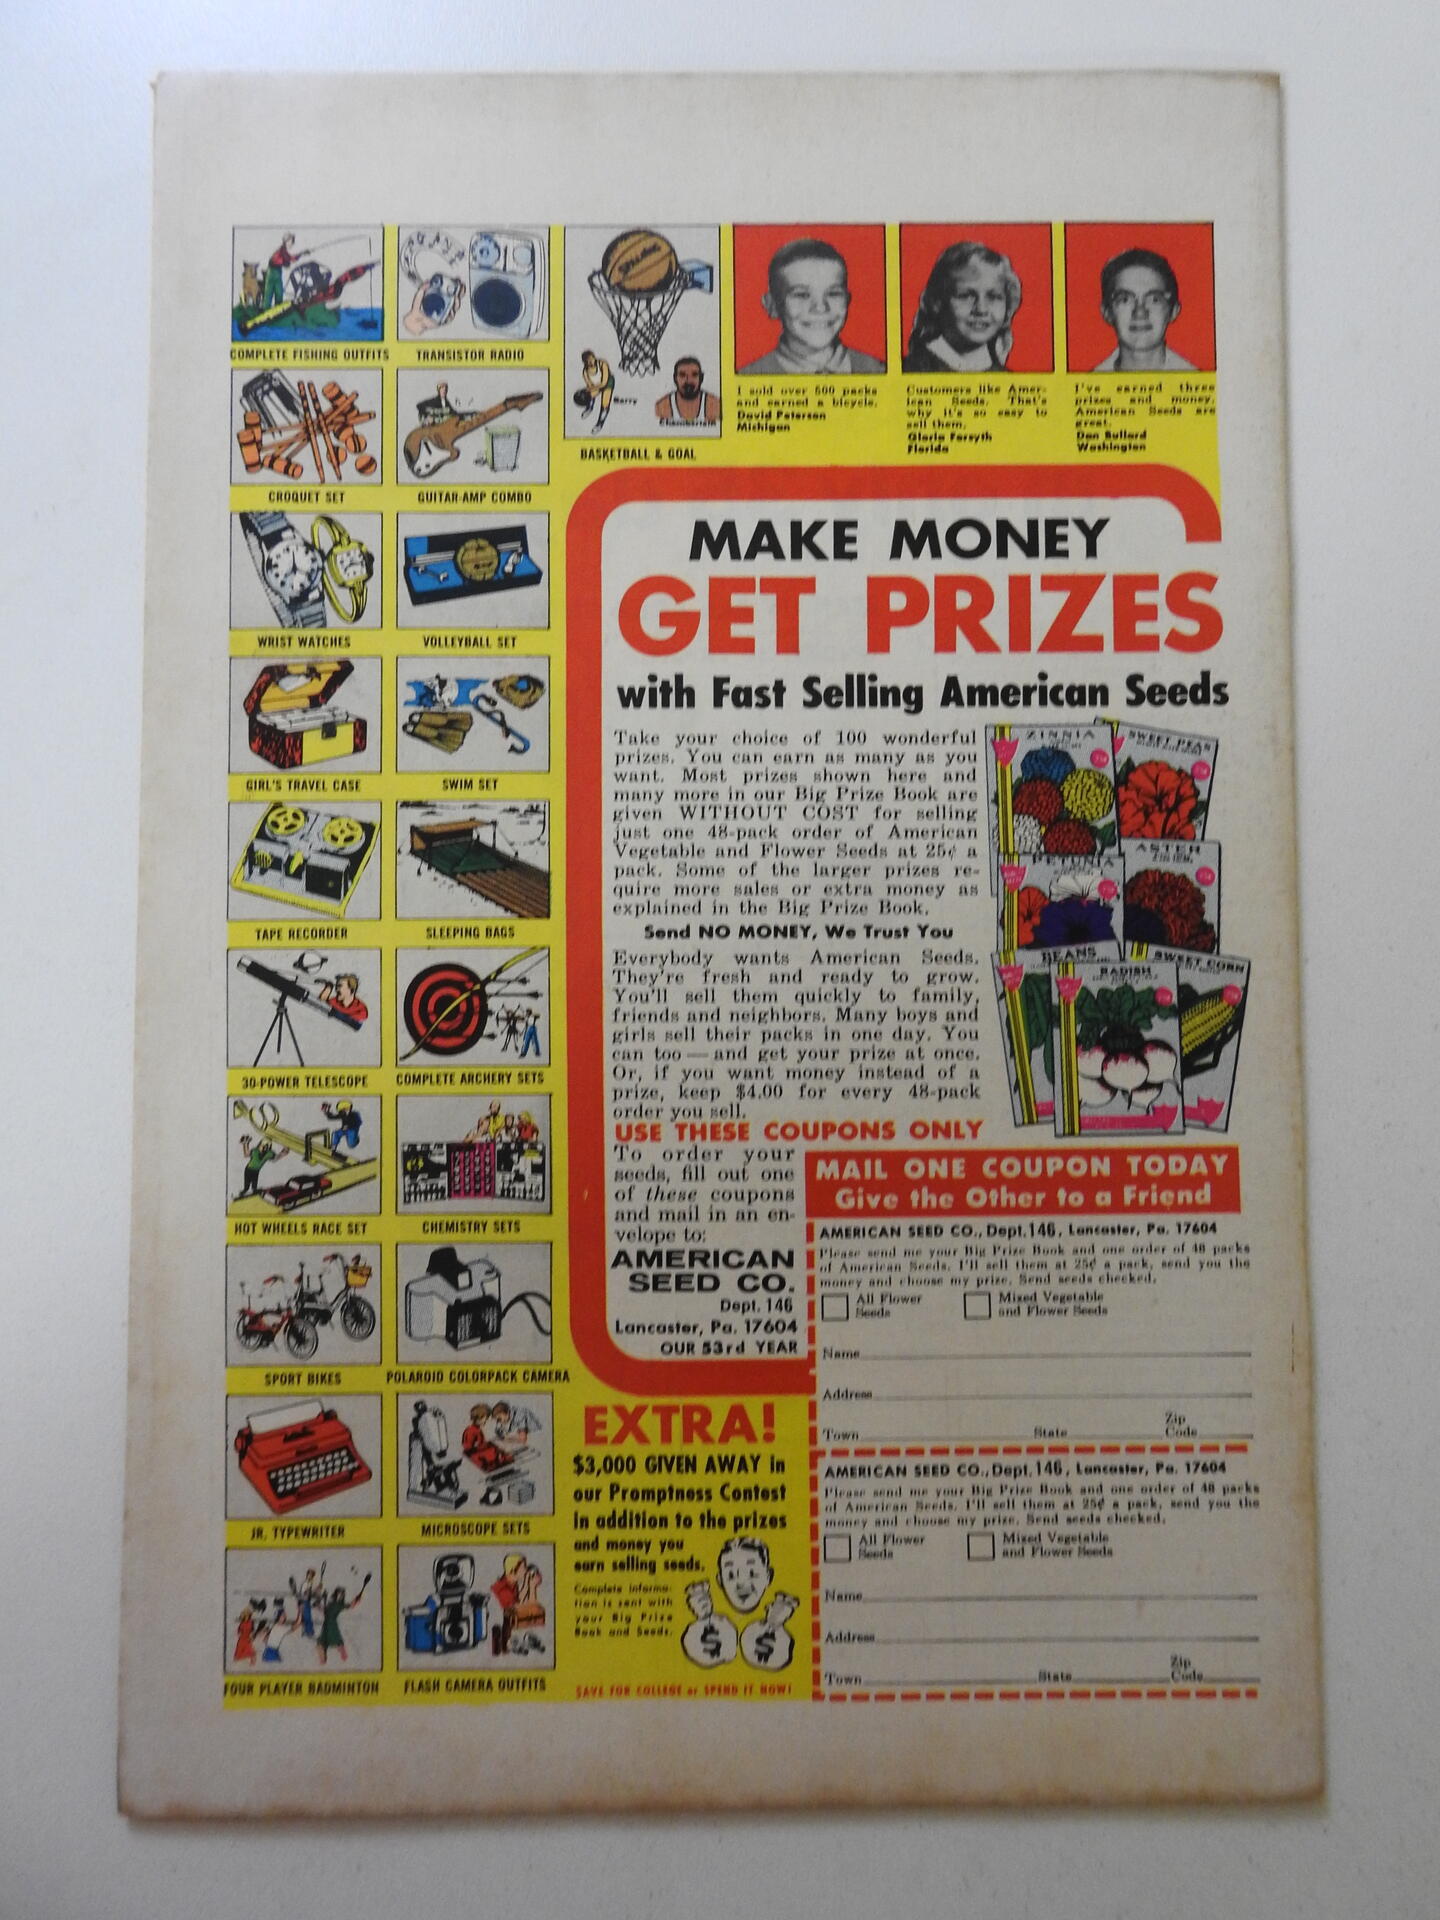 COMPLETE FISHING OUTFITS
TRANSISTOR RADIO
CROQUET SET
GUITAR-AMP COMBO
WRIST WATCHES
VOLLEYBALL SET
GIRL'S TRAVEL CASE
SWIM SET
TAPE RECORDER
SLEEPING BAGS
30-POWER TELESCOPE
COMPLETE ARCHERY SETS
HOT WHEELS RACE SET
CHEMISTRY SETS
SPORT BIKES
POLAROID COLORPACK CAMERA
JR. TYPEWRITER
MICROSCOPE SETS
FOUR PLAYER BADMINTON
FLASH CAMERA OUTFITS
SPALDING
Barry
Chamberlain
BASKETBALL & GOAL
I sold over 500 packs
and earned a bicycle.
David Peterson
Michigan
Customers like Amer-
ican Seeds. That's
why it's so easy to
sell them.
Gloria Forsyth
Florida
I've earned three
prizes and money.
American Seeds are
great.
Dan Bullard
Washington
MAKE MONEY
GET PRIZES
with Fast Selling American Seeds
Take your choice of 100 wonderful
prizes. You can earn as many as you
want. Most prizes shown here and
many more in our Big Prize Book are
given WITHOUT COST for selling
just one 48-pack order of American
Vegetable and Flower Seeds at 25¢ a
pack. Some of the larger prizes re-
quire more sales or extra money as
explained in the Big Prize Book.
Send NO MONEY, We Trust You
Everybody wants American Seeds.
They're fresh and ready to grow.
You'll sell them quickly to family,
friends and neighbors. Many boys and
girls sell their packs in one day. You
can too — and get your prize at once.
Or, if you want money instead of a
prize, keep $4.00 for every 48-pack
order you sell.
ZINNIA
SWEET PEAS
PETUNIA
ASTER
BEANS
RADISH
SWEET CORN
USE THESE COUPONS ONLY
To order your
seeds, fill out one
of these coupons
and mail in an en-
velope to:
AMERICAN
SEED CO.
Dept. 146
Lancaster, Pa. 17604
OUR 53rd YEAR
MAIL ONE COUPON TODAY
Give the Other to a Friend
AMERICAN SEED CO., Dept. 146, Lancaster, Pa. 17604
Please send me your Big Prize Book and one order of 48 packs
of American Seeds. I'll sell them at 25¢ a pack, send you the
money and choose my prize. Send seeds checked.
All Flower
Seeds
Mixed Vegetable
and Flower Seeds
Name
Address
Town State Zip Code
AMERICAN SEED CO., Dept. 146, Lancaster, Pa. 17604
Please send me your Big Prize Book and one order of 48 packs
of American Seeds. I'll sell them at 25¢ a pack, send you the
money and choose my prize. Send seeds checked.
All Flower
Seeds
Mixed Vegetable
and Flower Seeds
Name
Address
Town State Zip Code
EXTRA!
$3,000 GIVEN AWAY in
our Promptness Contest
in addition to the prizes
and money you
earn selling seeds.
Complete informa-
tion is sent with
your Big Prize
Book and Seeds.
$ $
SAVE FOR COLLEGE or SPEND IT NOW!